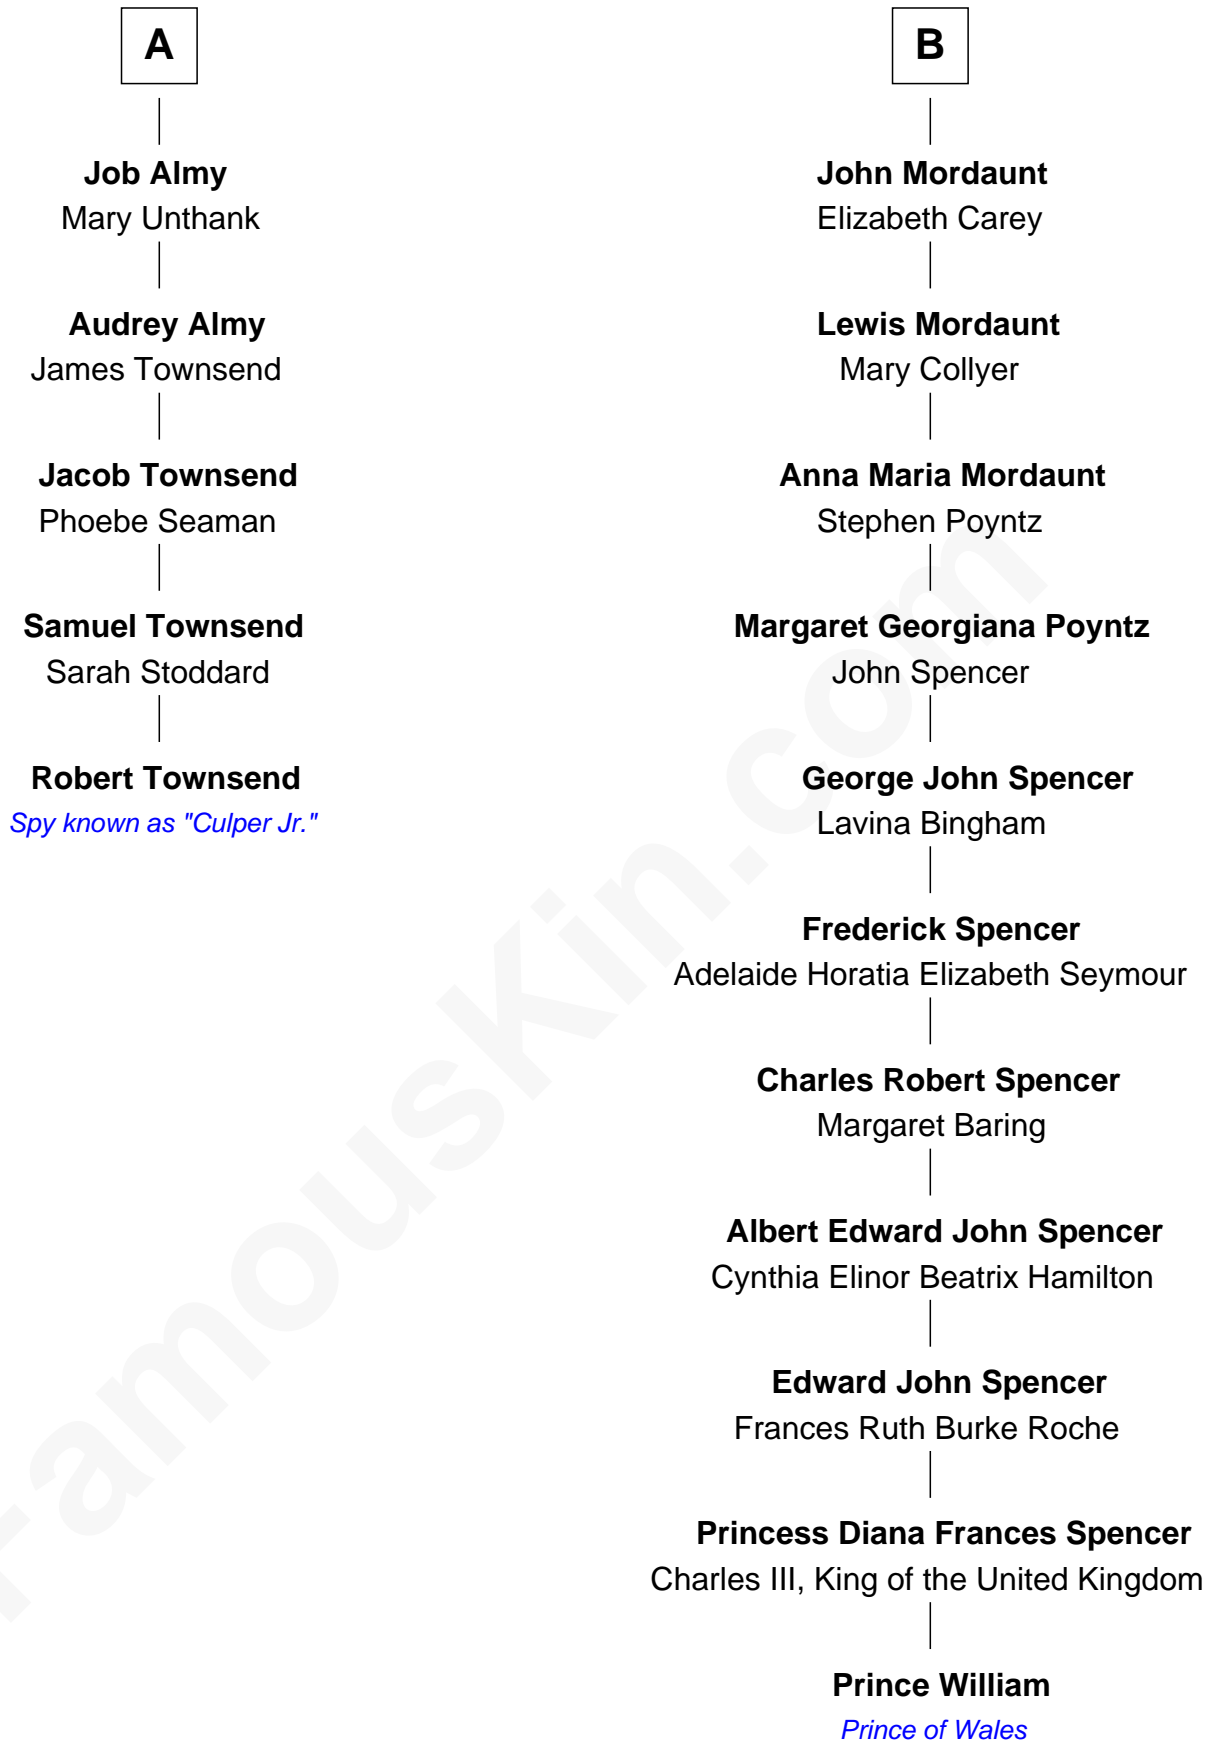 A
Job Almy
Mary Unthank
Audrey Almy
James Townsend
Jacob Townsend
Phoebe Seaman
Samuel Townsend
Sarah Stoddard
Robert Townsend
Spy known as "Culper Jr."
B
John Mordaunt
Elizabeth Carey
Lewis Mordaunt
Mary Collyer
Anna Maria Mordaunt
Stephen Poyntz
Margaret Georgiana Poyntz
John Spencer
George John Spencer
Lavina Bingham
Frederick Spencer
Adelaide Horatia Elizabeth Seymour
Charles Robert Spencer
Margaret Baring
Albert Edward John Spencer
Cynthia Elinor Beatrix Hamilton
Edward John Spencer
Frances Ruth Burke Roche
Princess Diana Frances Spencer
Charles III, King of the United Kingdom
Prince William
Prince of Wales
FamousKin.com